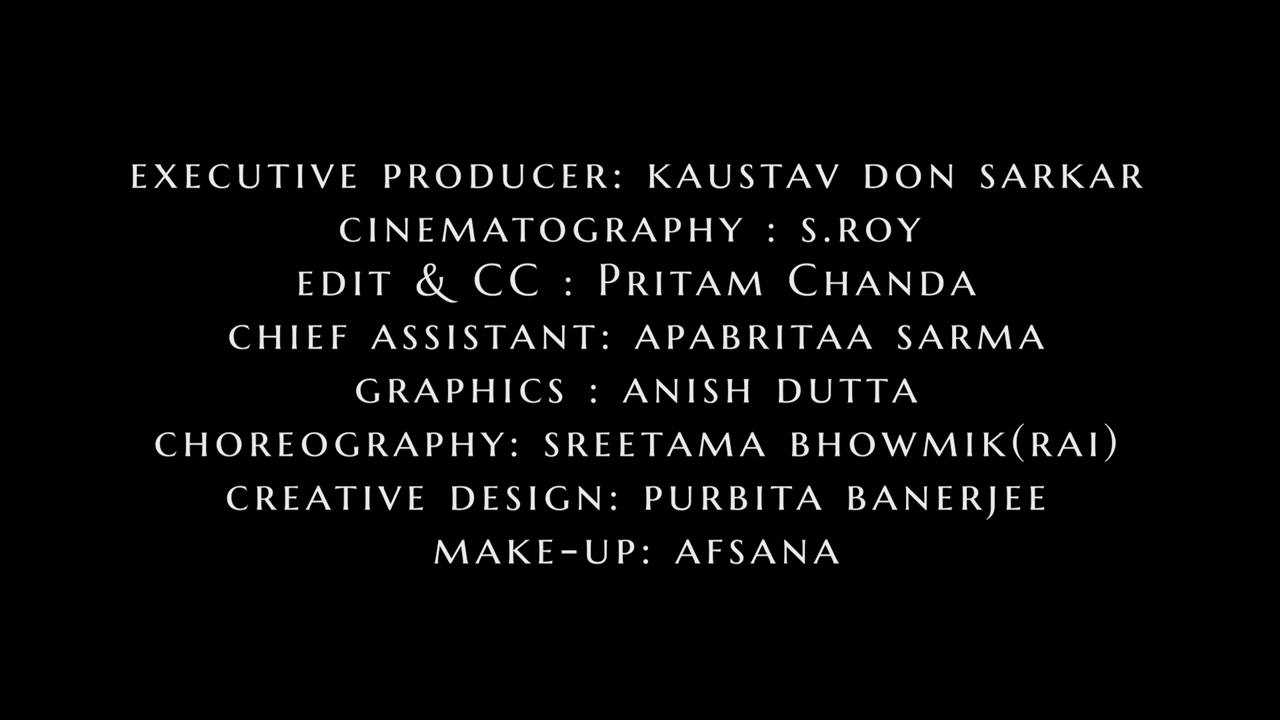 EXECUTIVE PRODUCER: KAUSTAV DON SARKAR
CINEMATOGRAPHY : S.ROY
EDIT & CC : PRITAM CHANDA
CHIEF ASSISTANT: APABRITAA SARMA
GRAPHICS : ANISH DUTTA
CHOREOGRAPHY: SREETAMA BHOWMIK(RAI)
CREATIVE DESIGN: PURBITA BANERJEE
MAKE-UP: AFSANA